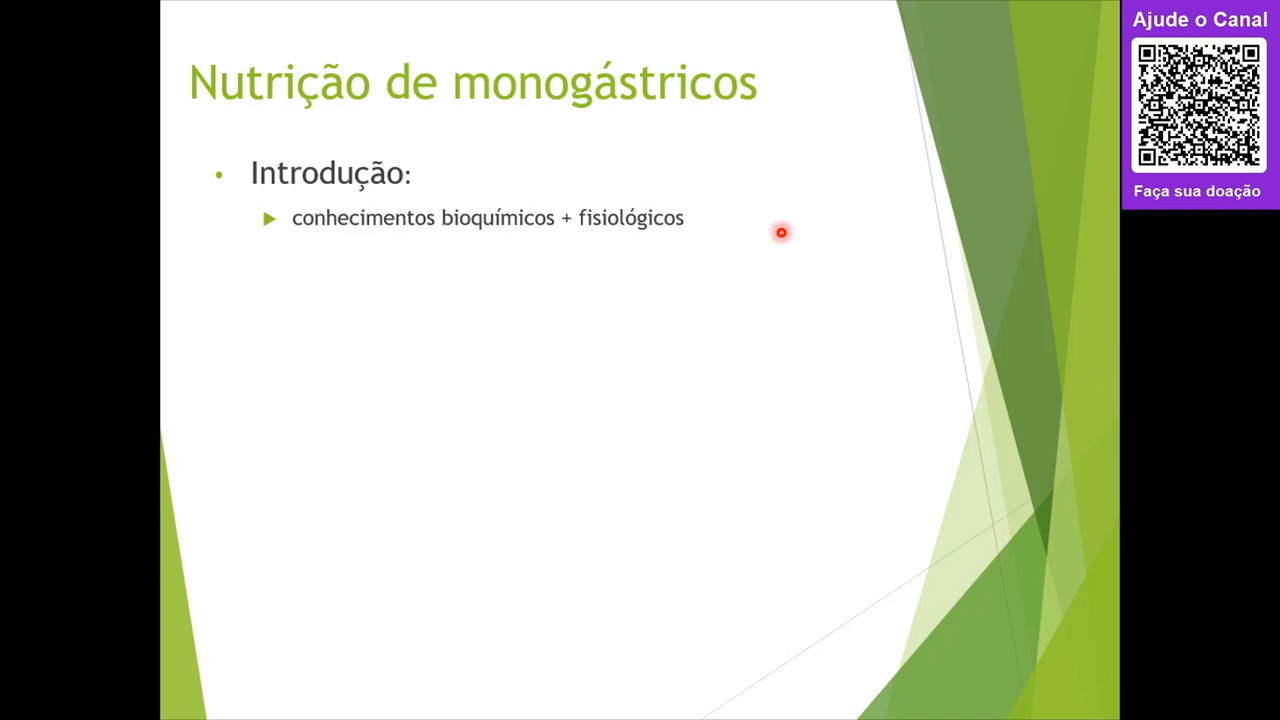 Nutrição de monogástricos
• Introdução:
conhecimentos bioquímicos + fisiológicos
Ajude o Canal
Faça sua doação